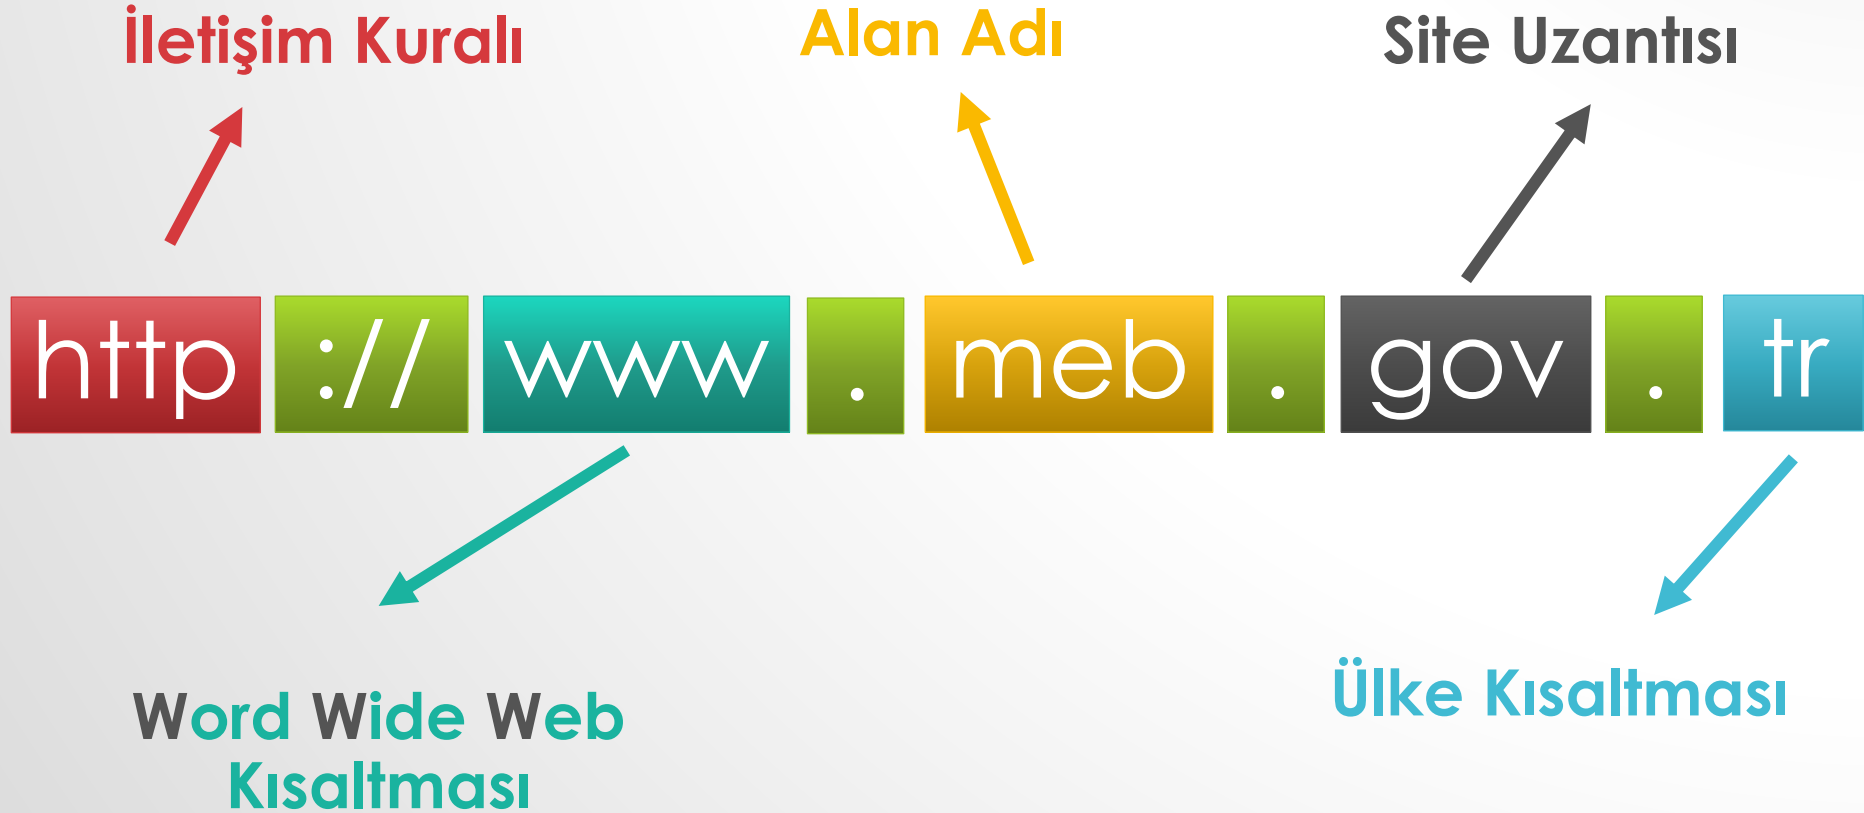 İletişim Kuralı
Alan Adı
Site Uzantısı
http :// www . meb . gov . tr
Word Wide Web
Kısaltması
Ülke Kısaltması